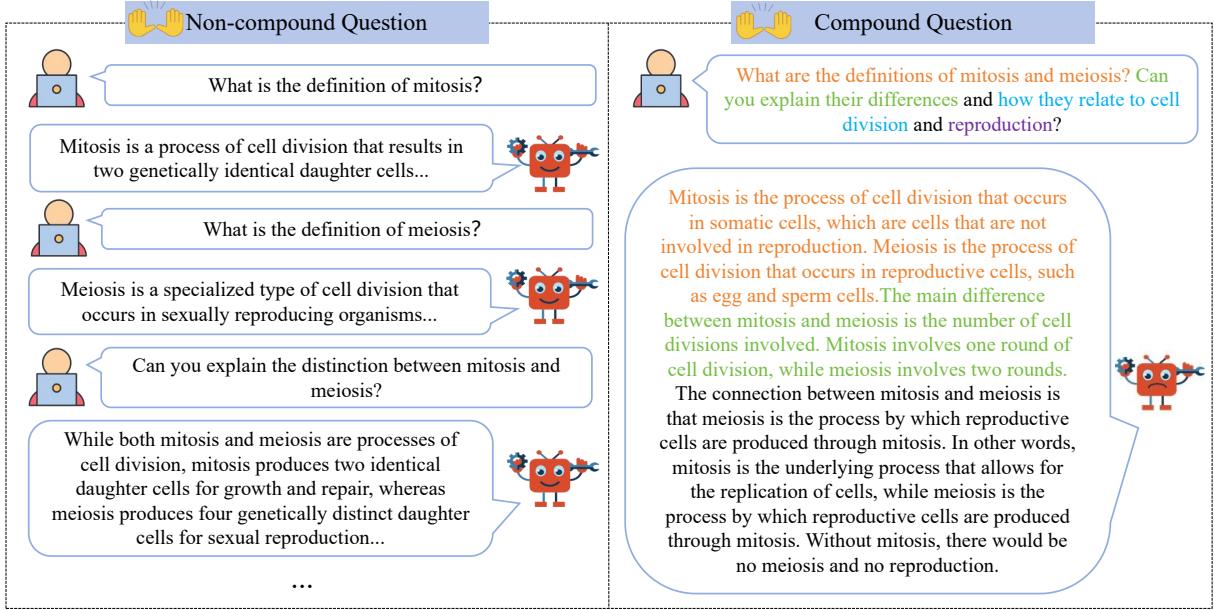 Non-compound Question
What is the definition of mitosis?
Mitosis is a process of cell division that results in
two genetically identical daughter cells...
What is the definition of meiosis?
Meiosis is a specialized type of cell division that
occurs in sexually reproducing organisms...
Can you explain the distinction between mitosis and
meiosis?
While both mitosis and meiosis are processes of
cell division, mitosis produces two identical
daughter cells for growth and repair, whereas
meiosis produces four genetically distinct daughter
cells for sexual reproduction...
...
Compound Question
What are the definitions of mitosis and meiosis? Can
you explain their differences and how they relate to cell
division and reproduction?
Mitosis is the process of cell division that occurs
in somatic cells, which are cells that are not
involved in reproduction. Meiosis is the process of
cell division that occurs in reproductive cells, such
as egg and sperm cells.The main difference
between mitosis and meiosis is the number of cell
divisions involved. Mitosis involves one round of
cell division, while meiosis involves two rounds.
The connection between mitosis and meiosis is
that meiosis is the process by which reproductive
cells are produced through mitosis. In other words,
mitosis is the underlying process that allows for
the replication of cells, while meiosis is the
process by which reproductive cells are produced
through mitosis. Without mitosis, there would be
no meiosis and no reproduction.